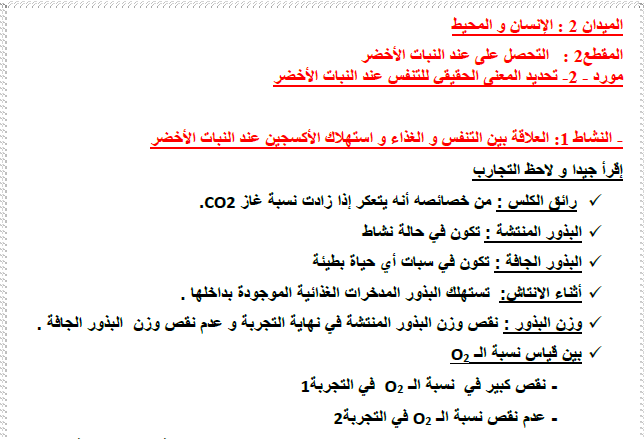 الميدان 2 : الإنسان و المحيط
المقطع2 : التحصل على عند النبات الأخضر
مورد - 2- تحديد المعنى الحقيقي للتنفس عند النبات الأخضر
- النشاط 1: العلاقة بين التنفس و الغذاء و استهلاك الأكسجين عند النبات الأخضر
إقرأ جيدا و لاحظ التجارب
✓ رائق الكلس : من خصائصه أنه يتعكر إذا زادت نسبة غاز CO2.
✓ البذور المنتشة : تكون في حالة نشاط
✓ البذور الجافة : تكون في سبات أي حياة بطيئة
✓ أثناء الانتاش: تستهلك البذور المدخرات الغذائية الموجودة بداخلها .
✓ وزن البذور : نقص وزن البذور المنتشة في نهاية التجربة و عدم نقص وزن البذور الجافة .
✓ بين قياس نسبة الـ O₂
- نقص كبير في نسبة الـ O₂ في التجربة1
- عدم نقص نسبة الـ O₂ في التجربة2